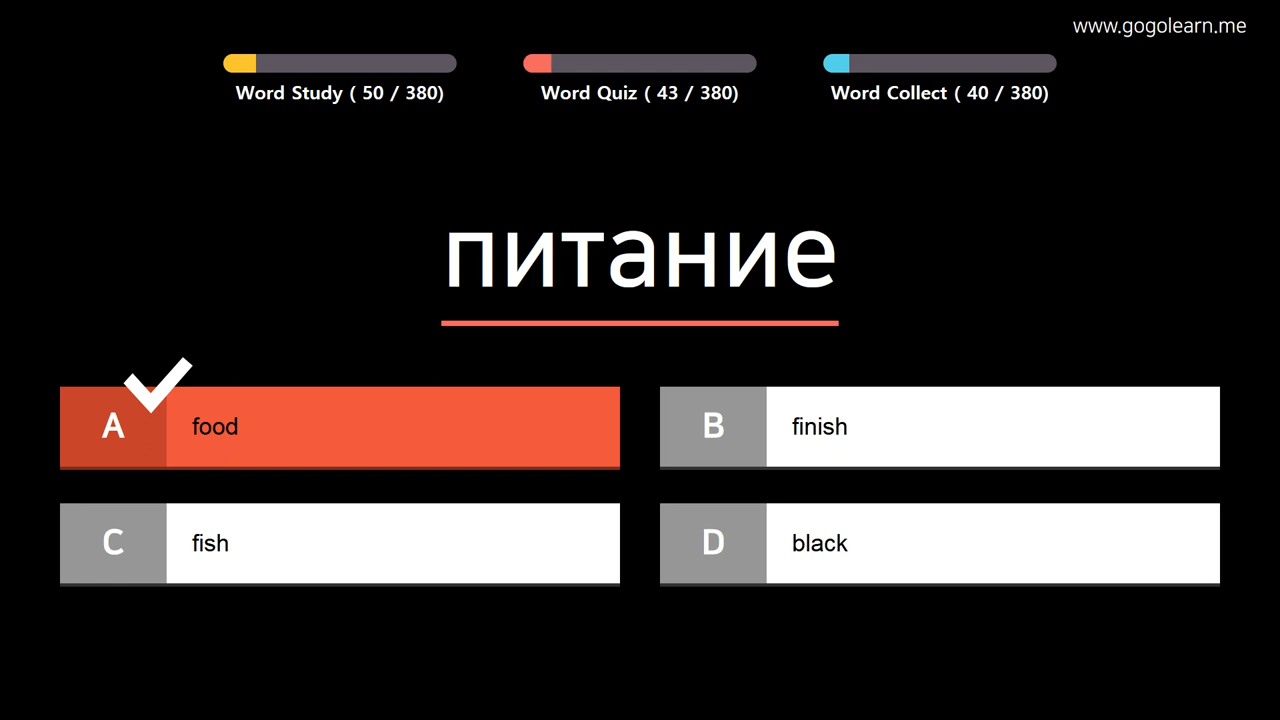 www.gogolearn.me
Word Study ( 50 / 380)
Word Quiz ( 43 / 380)
Word Collect ( 40 / 380)
питание
A food
B finish
C fish
D black